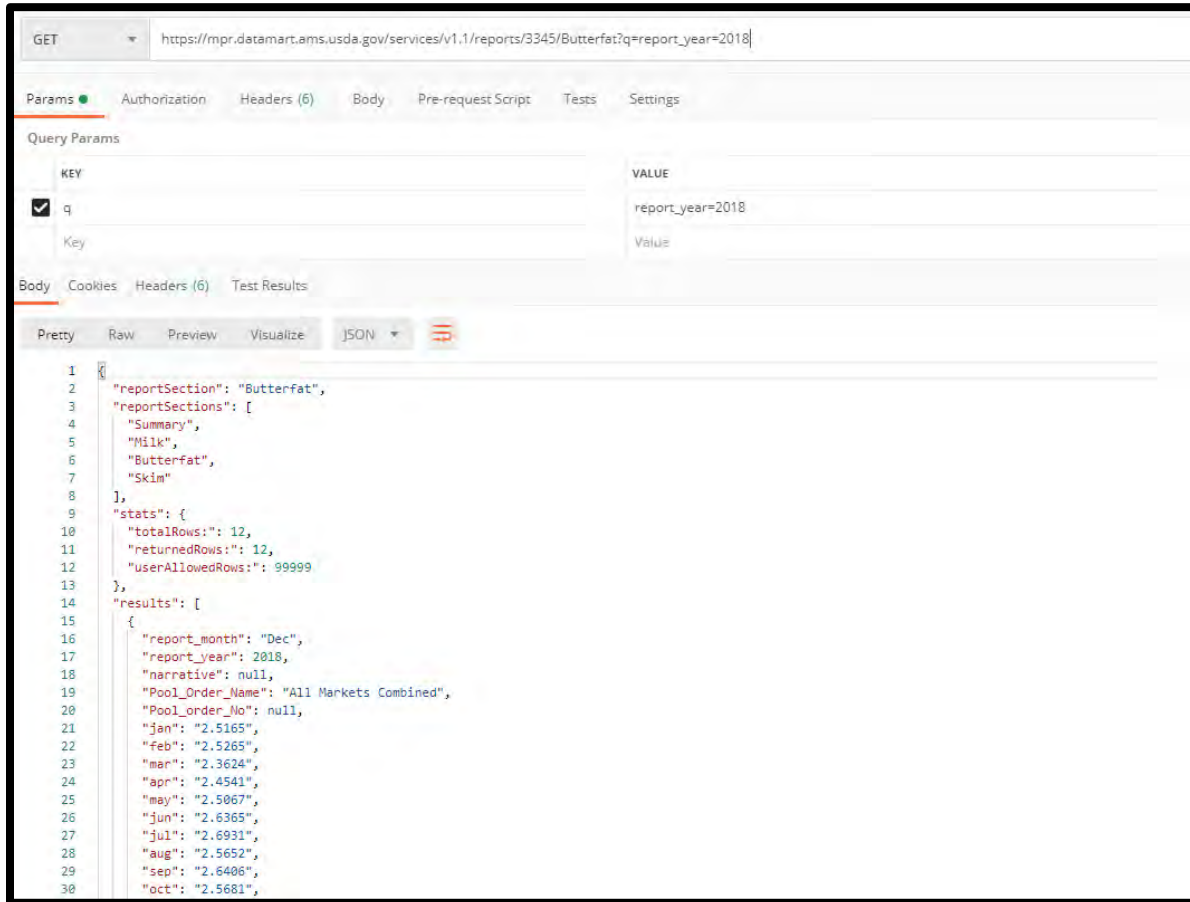 GET https://mpr.datamart.ams.usda.gov/services/v1.1/reports/3345/Butterfat?q=report_year=2018
Params Authorization Headers (6) Body Pre-request Script Tests Settings
Query Params
KEY VALUE
q report_year=2018
Key Value
Body Cookies Headers (6) Test Results
Pretty Raw Preview Visualize JSON
1 {
2 "reportSection": "Butterfat",
3 "reportSections": [
4 "Summary",
5 "Milk",
6 "Butterfat",
7 "Skim"
8 ],
9 "stats": {
10 "totalRows:": 12,
11 "returnedRows:": 12,
12 "userAllowedRows:": 99999
13 },
14 "results": [
15 {
16 "report_month": "Dec",
17 "report_year": 2018,
18 "narrative": null,
19 "Pool_Order_Name": "All Markets Combined",
20 "Pool_order_No": null,
21 "jan": "2.5165",
22 "feb": "2.5265",
23 "mar": "2.3624",
24 "apr": "2.4541",
25 "may": "2.5067",
26 "jun": "2.6365",
27 "jul": "2.6931",
28 "aug": "2.5652",
29 "sep": "2.6406",
30 "oct": "2.5681",